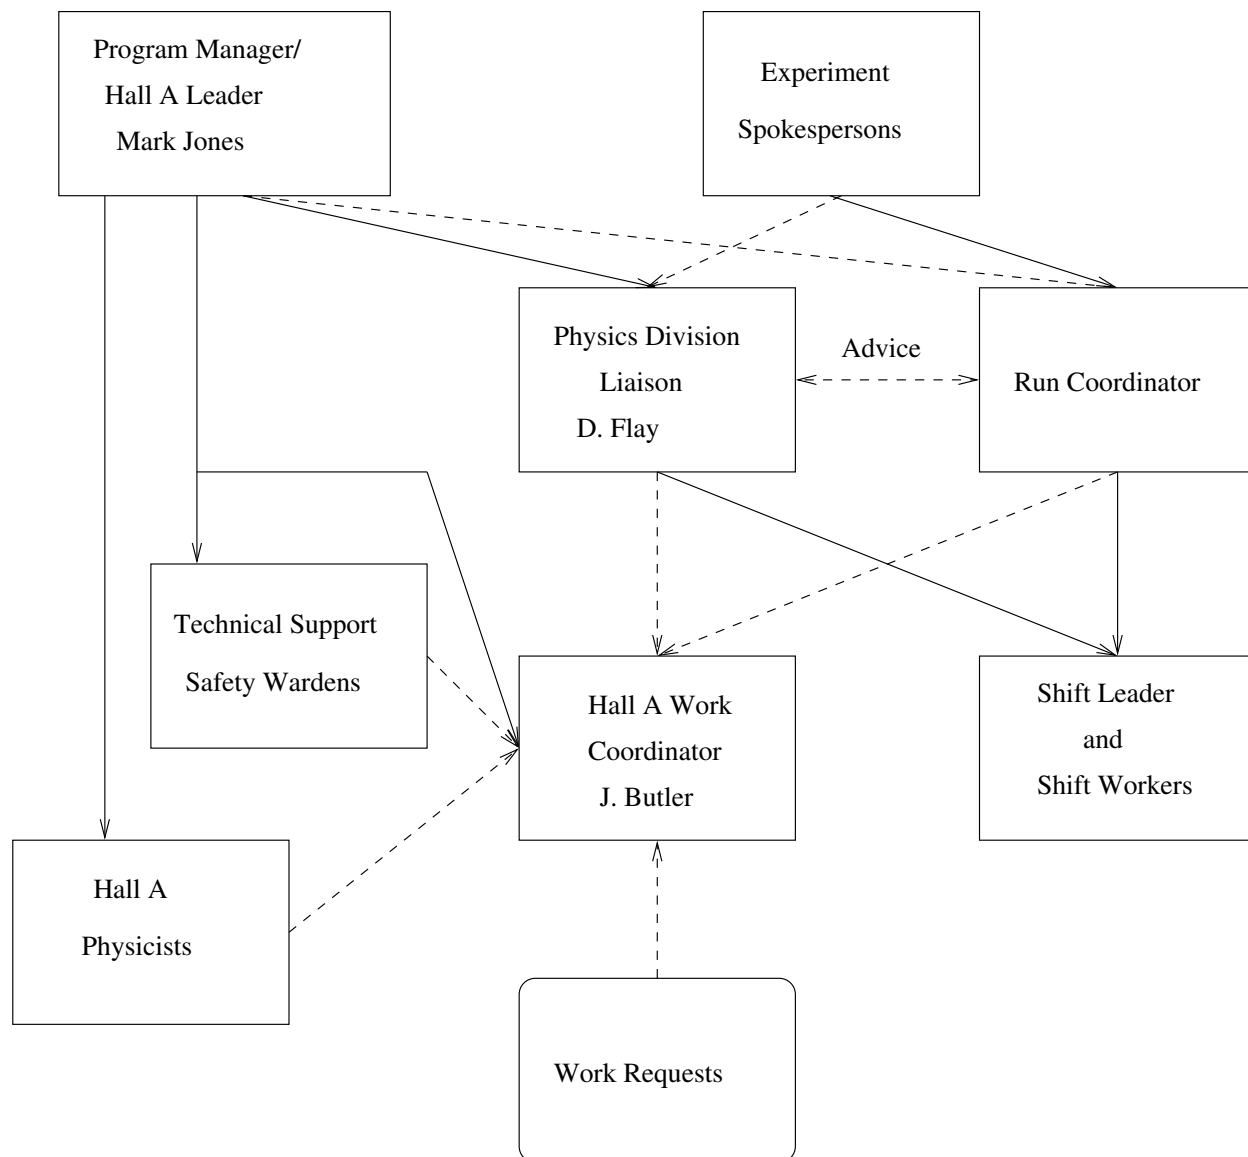 Program Manager/
Hall A Leader
Mark Jones
Experiment
Spokespersons
Physics Division
Liaison
D. Flay
Advice
Run Coordinator
Technical Support
Safety Wardens
Hall A Work
Coordinator
J. Butler
Shift Leader
and
Shift Workers
Hall A
Physicists
Work Requests